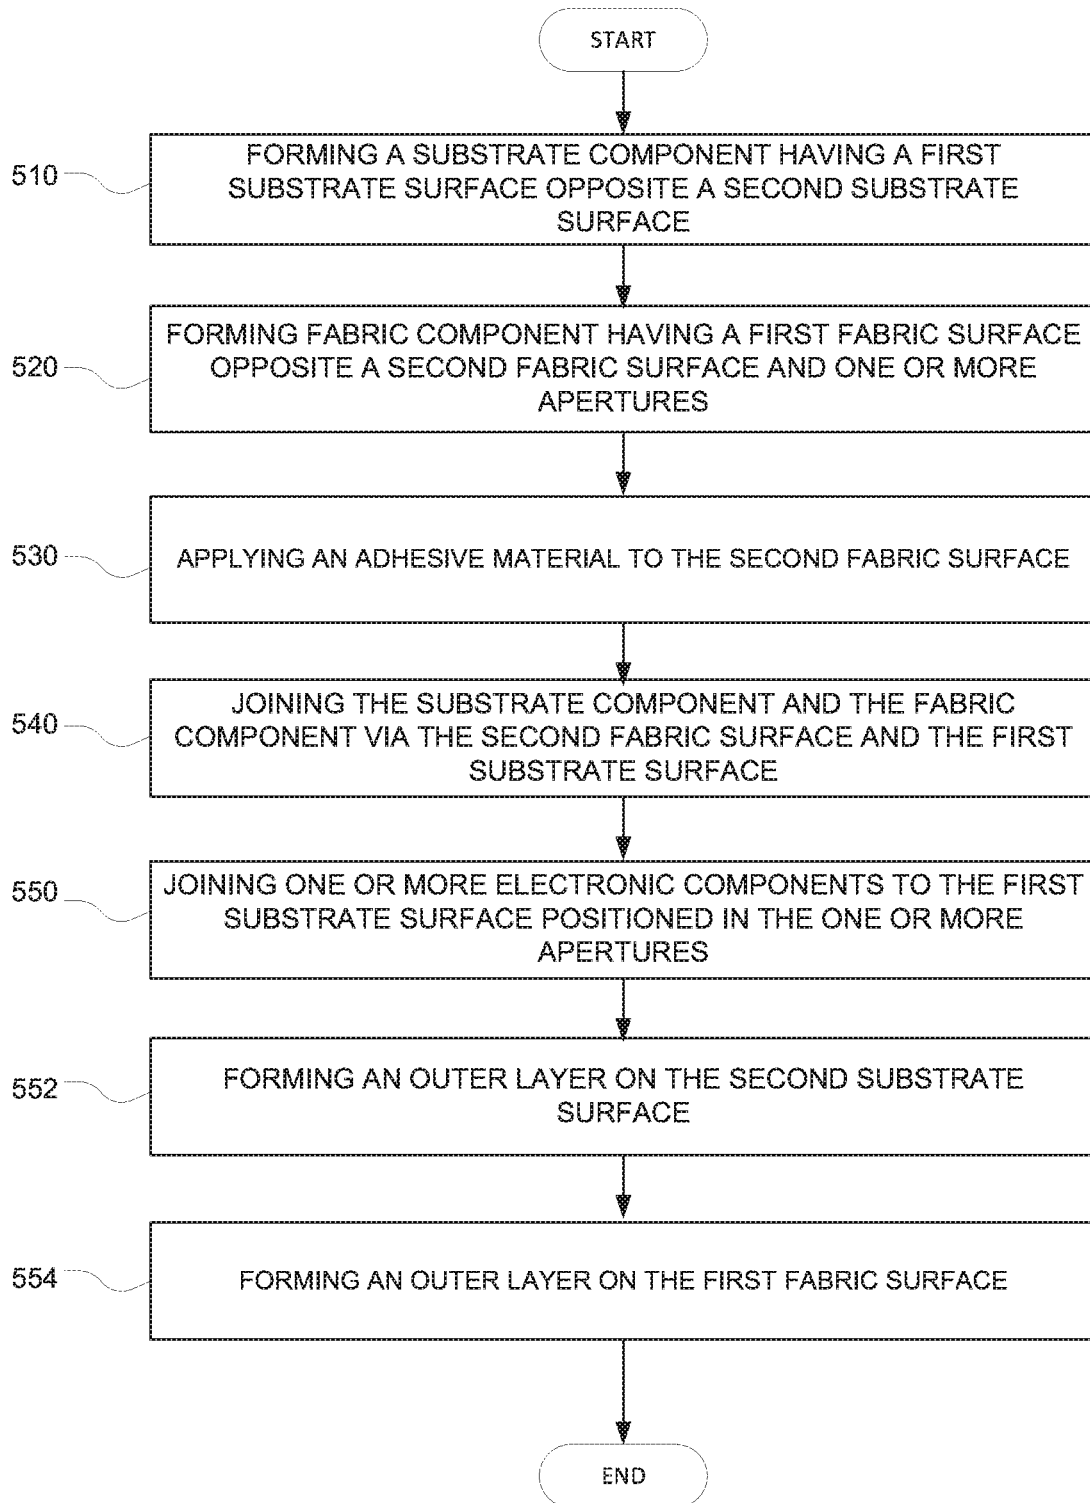 START
510
FORMING A SUBSTRATE COMPONENT HAVING A FIRST
SUBSTRATE SURFACE OPPOSITE A SECOND SUBSTRATE
SURFACE
520
FORMING FABRIC COMPONENT HAVING A FIRST FABRIC SURFACE
OPPOSITE A SECOND FABRIC SURFACE AND ONE OR MORE
APERTURES
530
APPLYING AN ADHESIVE MATERIAL TO THE SECOND FABRIC SURFACE
540
JOINING THE SUBSTRATE COMPONENT AND THE FABRIC
COMPONENT VIA THE SECOND FABRIC SURFACE AND THE FIRST
SUBSTRATE SURFACE
550
JOINING ONE OR MORE ELECTRONIC COMPONENTS TO THE FIRST
SUBSTRATE SURFACE POSITIONED IN THE ONE OR MORE
APERTURES
552
FORMING AN OUTER LAYER ON THE SECOND SUBSTRATE
SURFACE
554
FORMING AN OUTER LAYER ON THE FIRST FABRIC SURFACE
END